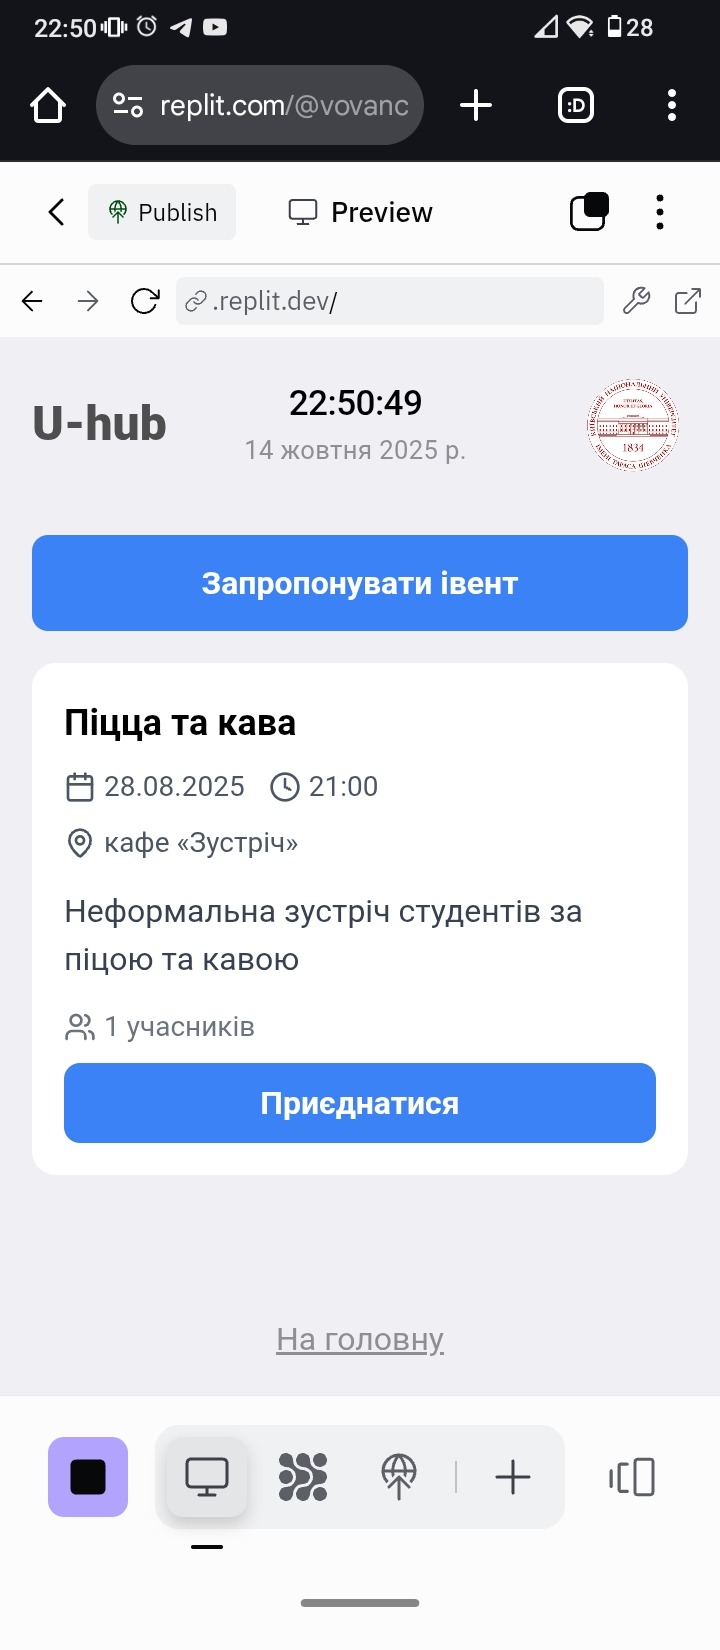 22:50
28
replit.com/@vovanc
:D
Publish
Preview
.replit.dev/
U-hub
22:50:49
14 жовтня 2025 р.
1834
Запропонувати івент
Піцца та кава
28.08.2025 21:00
кафе «Зустріч»
Неформальна зустріч студентів за
піцою та кавою
1 учасників
Приєднатися
На головну